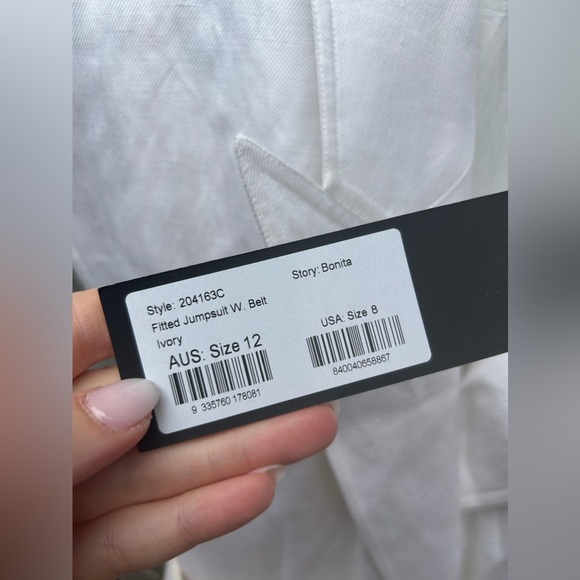 Style: 204163C
Story: Bonita
Fitted Jumpsuit W. Belt
Ivory
AUS: Size 12
USA: Size 8
9 335760 178081
840040658867